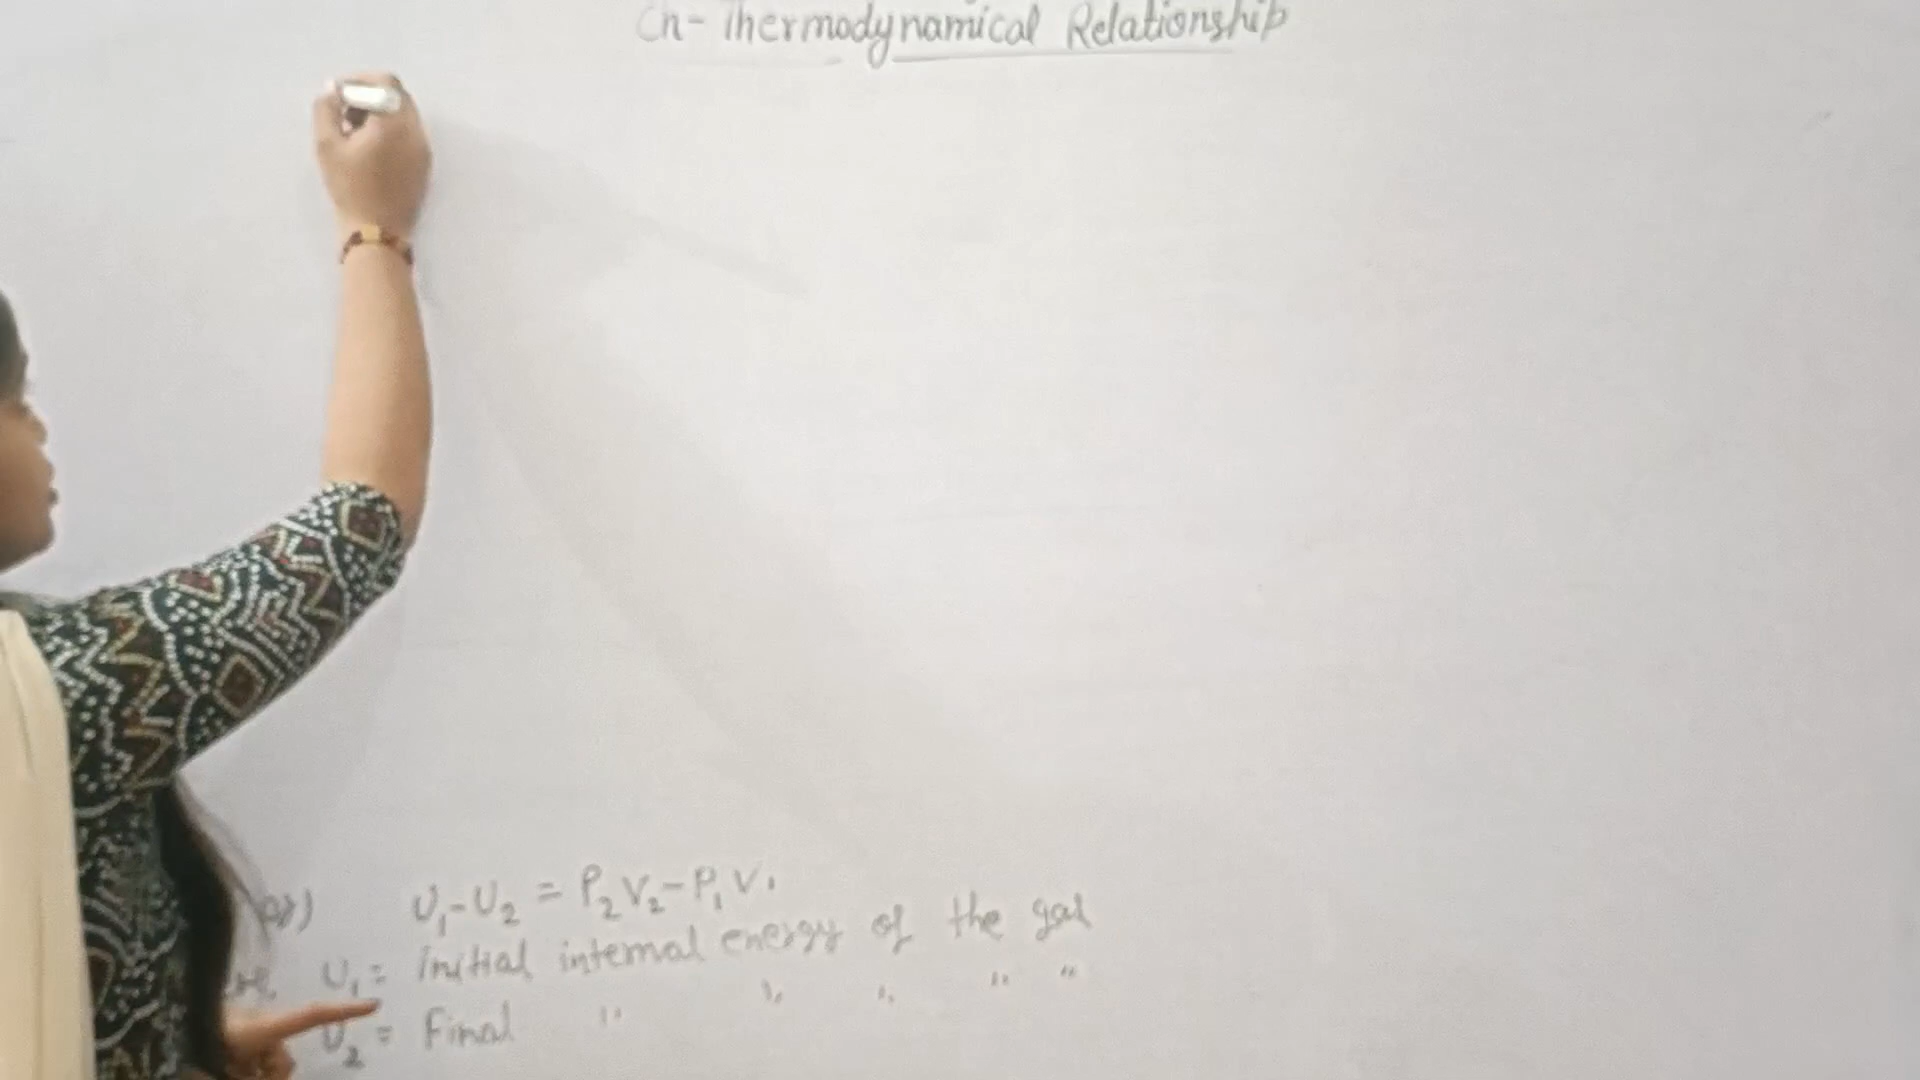 Ch- Thermodynamical Relationship
U₁-U₂ = P₂V₂-P₁V₁
U₁ = initial internal energy of the gas
U₂ = Final " " " " "